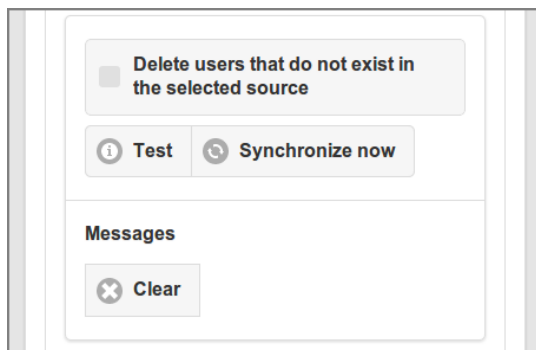 Delete users that do not exist in
the selected source
Test
Synchronize now
Messages
Clear